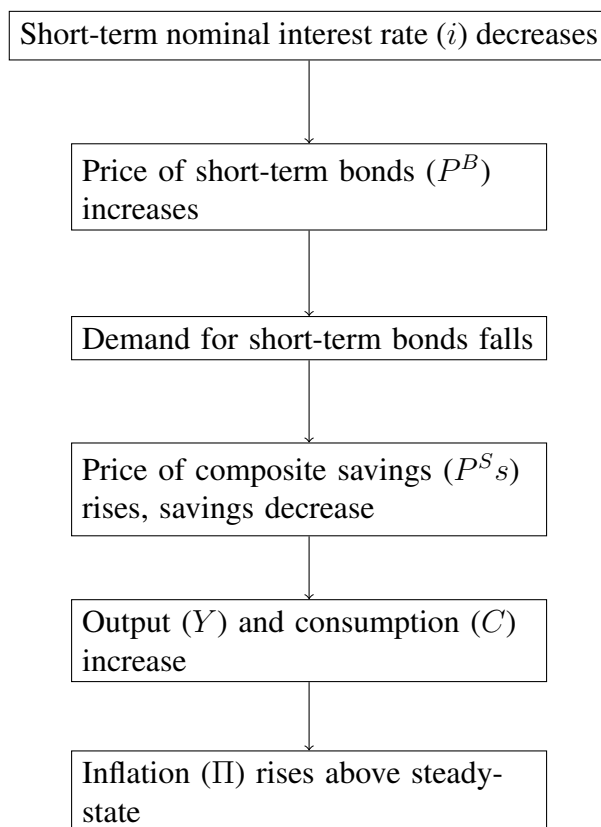 Short-term nominal interest rate (i) decreases
Price of short-term bonds (P^B)
increases
Demand for short-term bonds falls
Price of composite savings (P^S s)
rises, savings decrease
Output (Y) and consumption (C)
increase
Inflation (Π) rises above steady-
state